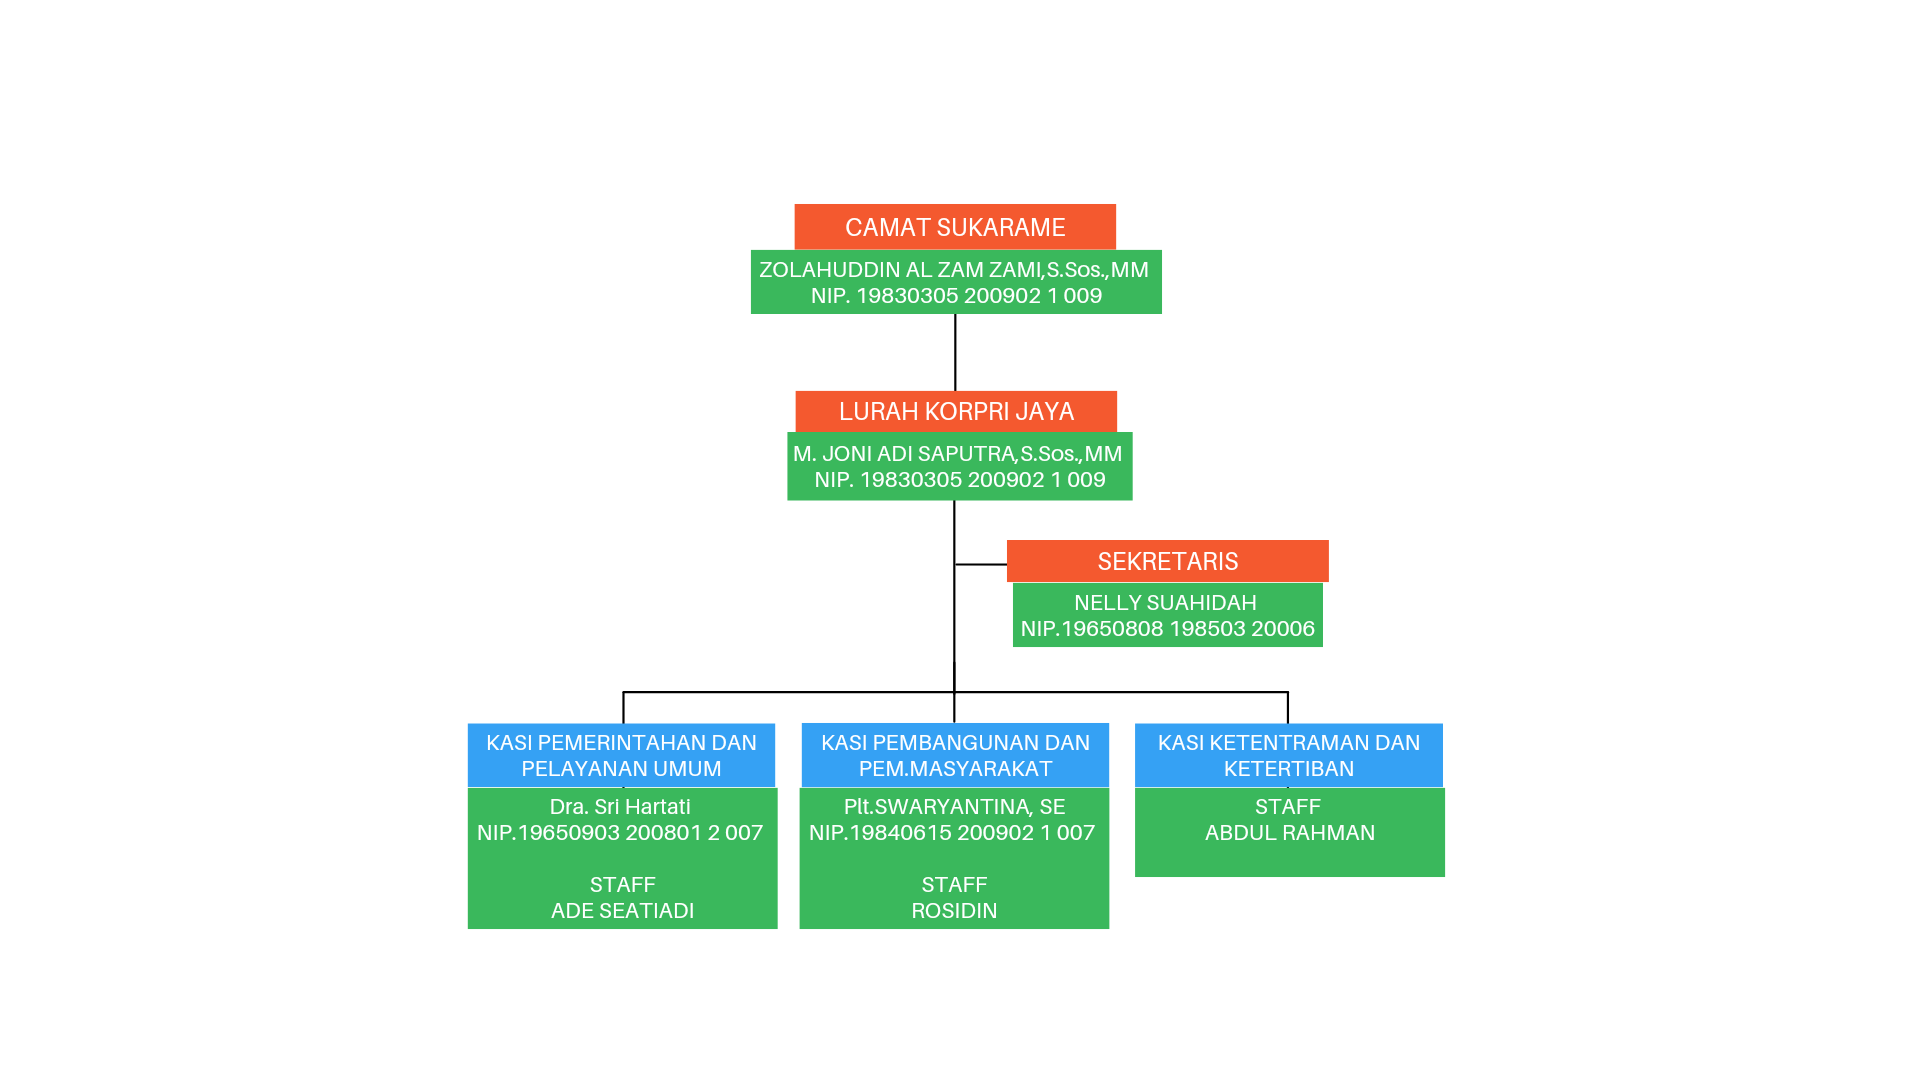 CAMAT SUKARAME
ZOLAHUDDIN AL ZAM ZAMI,S.Sos.,MM
NIP. 19830305 200902 1 009
LURAH KORPRI JAYA
M. JONI ADI SAPUTRA,S.Sos.,MM
NIP. 19830305 200902 1 009
SEKRETARIS
NELLY SUAHIDAH
NIP.19650808 198503 20006
KASI PEMERINTAHAN DAN
PELAYANAN UMUM
Dra. Sri Hartati
NIP.19650903 200801 2 007
STAFF
ADE SEATIADI
KASI PEMBANGUNAN DAN
PEM.MASYARAKAT
Plt.SWARYANTINA, SE
NIP.19840615 200902 1 007
STAFF
ROSIDIN
KASI KETENTRAMAN DAN
KETERTIBAN
STAFF
ABDUL RAHMAN